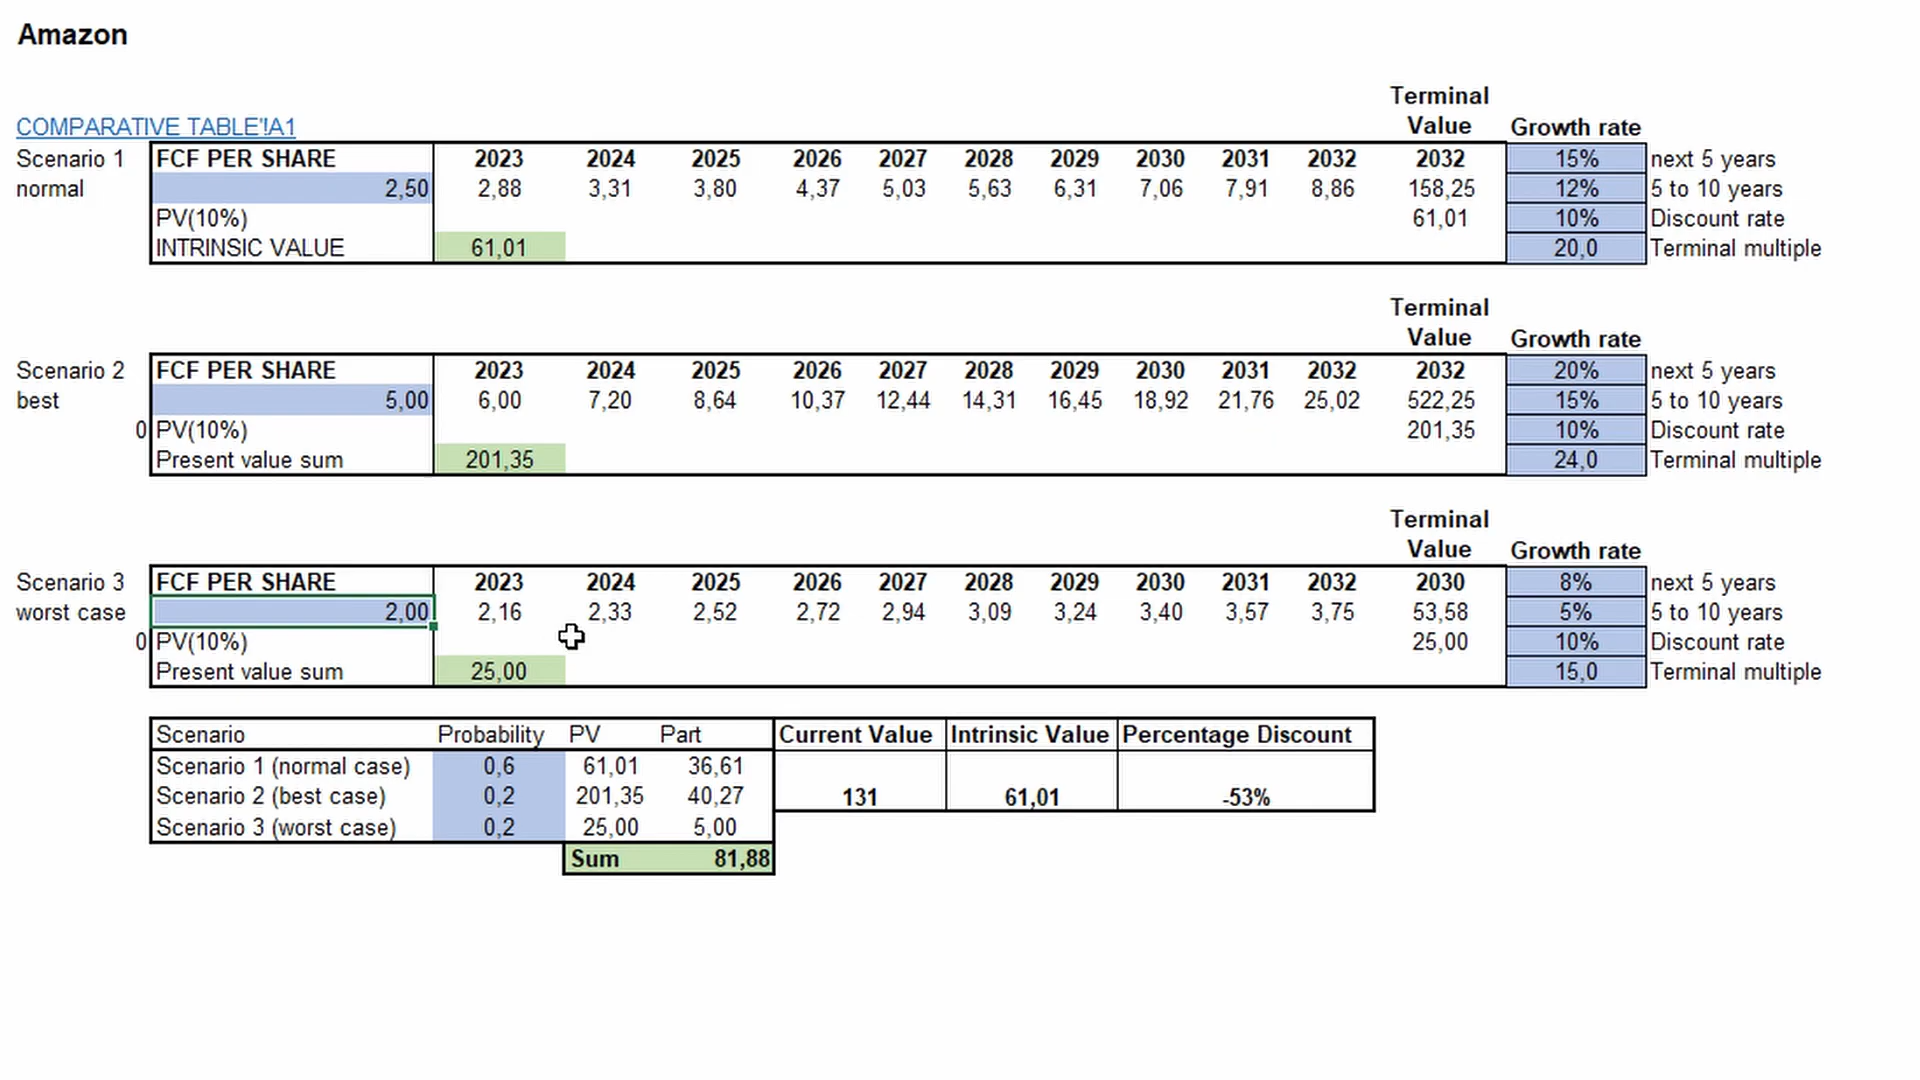 Amazon
Terminal
COMPARATIVE TABLE'!A1 Value Growth rate
Scenario 1 FCF PER SHARE 2023 2024 2025 2026 2027 2028 2029 2030 2031 2032 2032 15% next 5 years
normal 2,50 2,88 3,31 3,80 4,37 5,03 5,63 6,31 7,06 7,91 8,86 158,25 12% 5 to 10 years
PV(10%) 61,01 10% Discount rate
INTRINSIC VALUE 61,01 20,0 Terminal multiple
Terminal
Value Growth rate
Scenario 2 FCF PER SHARE 2023 2024 2025 2026 2027 2028 2029 2030 2031 2032 2032 20% next 5 years
best 5,00 6,00 7,20 8,64 10,37 12,44 14,31 16,45 18,92 21,76 25,02 522,25 15% 5 to 10 years
0 PV(10%) 201,35 10% Discount rate
Present value sum 201,35 24,0 Terminal multiple
Terminal
Value Growth rate
Scenario 3 FCF PER SHARE 2023 2024 2025 2026 2027 2028 2029 2030 2031 2032 2030 8% next 5 years
worst case 2,00 2,16 2,33 2,52 2,72 2,94 3,09 3,24 3,40 3,57 3,75 53,58 5% 5 to 10 years
0 PV(10%) 25,00 10% Discount rate
Present value sum 25,00 15,0 Terminal multiple
Scenario Probability PV Part Current Value Intrinsic Value Percentage Discount
Scenario 1 (normal case) 0,6 61,01 36,61
Scenario 2 (best case) 0,2 201,35 40,27 131 61,01 -53%
Scenario 3 (worst case) 0,2 25,00 5,00
Sum 81,88